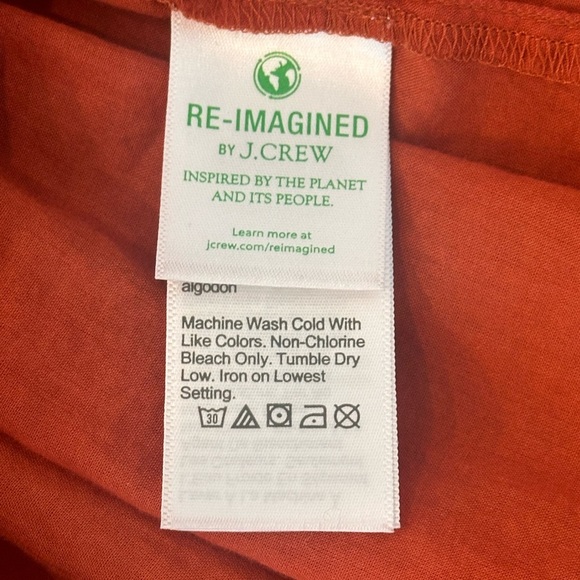 RE-IMAGINED
BY J.CREW
INSPIRED BY THE PLANET
AND ITS PEOPLE.
Learn more at
jcrew.com/reimagined
algodon
Machine Wash Cold With
Like Colors. Non-Chlorine
Bleach Only. Tumble Dry
Low. Iron on Lowest
Setting.
30